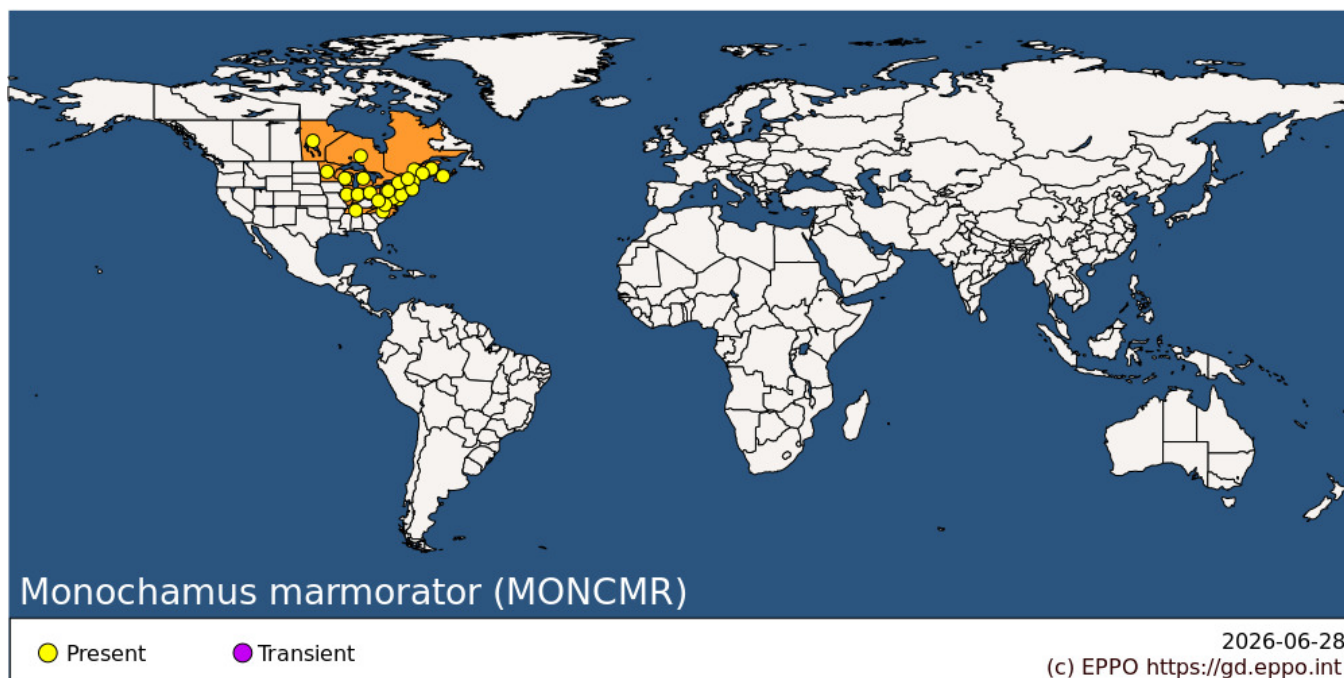 Monochamus marmorator (MONCMR)
Present
Transient
2026-06-28
(c) EPPO https://gd.eppo.int